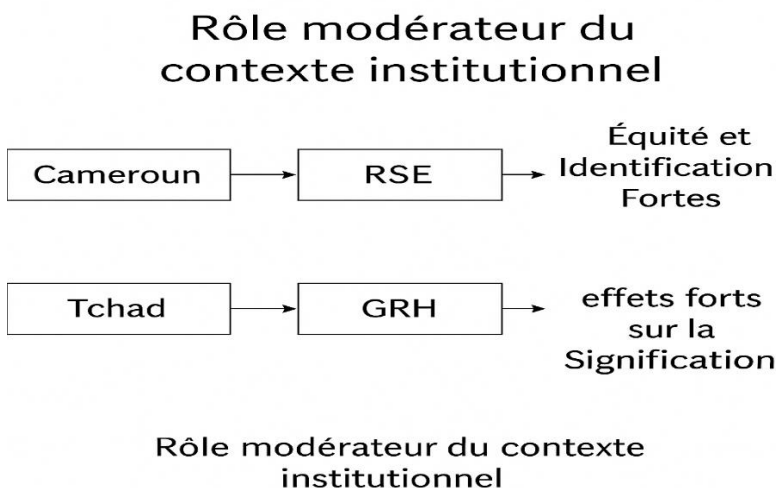 Rôle modérateur du
contexte institutionnel
Cameroun
RSE
Équité et
Identification
Fortes
Tchad
GRH
effets forts
sur la
Signification
Rôle modérateur du contexte
institutionnel